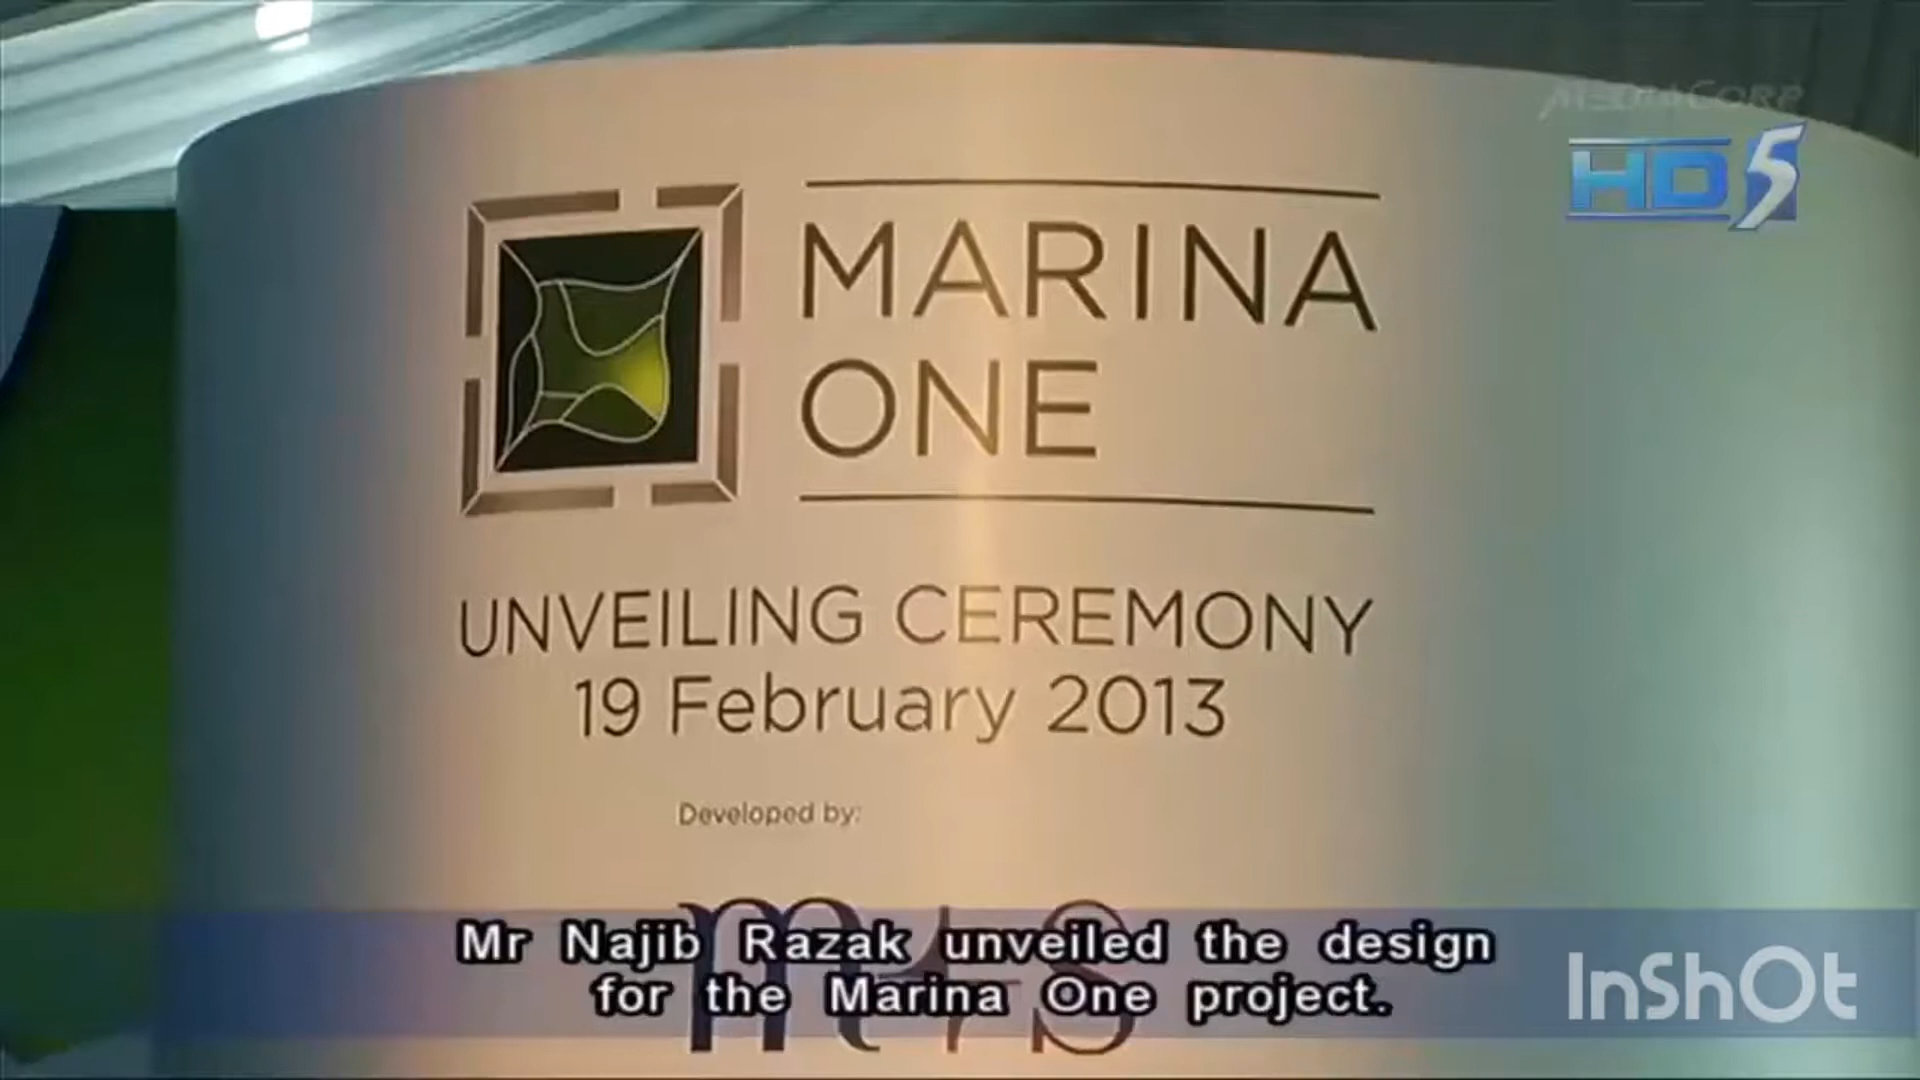 MEDIACORP
HD5
MARINA
ONE
UNVEILING CEREMONY
19 February 2013
Developed by:
m+s
Mr Najib Razak unveiled the design
for the Marina One project.
InShOt